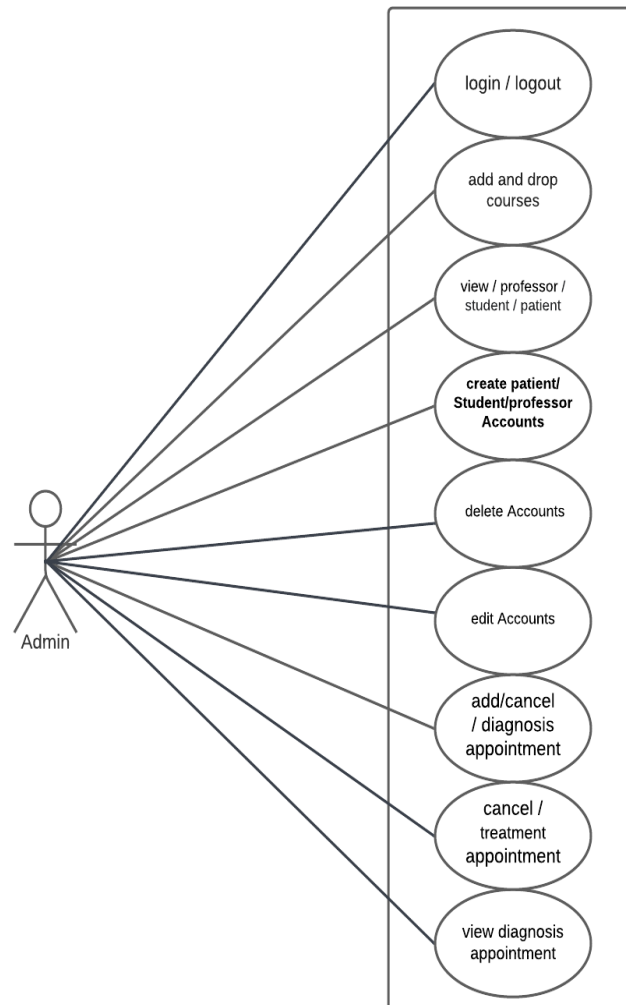 login / logout
add and drop
courses
view / professor /
student / patient
create patient/
Student/professor
Accounts
delete Accounts
edit Accounts
Admin
add/cancel
/ diagnosis
appointment
cancel /
treatment
appointment
view diagnosis
appointment